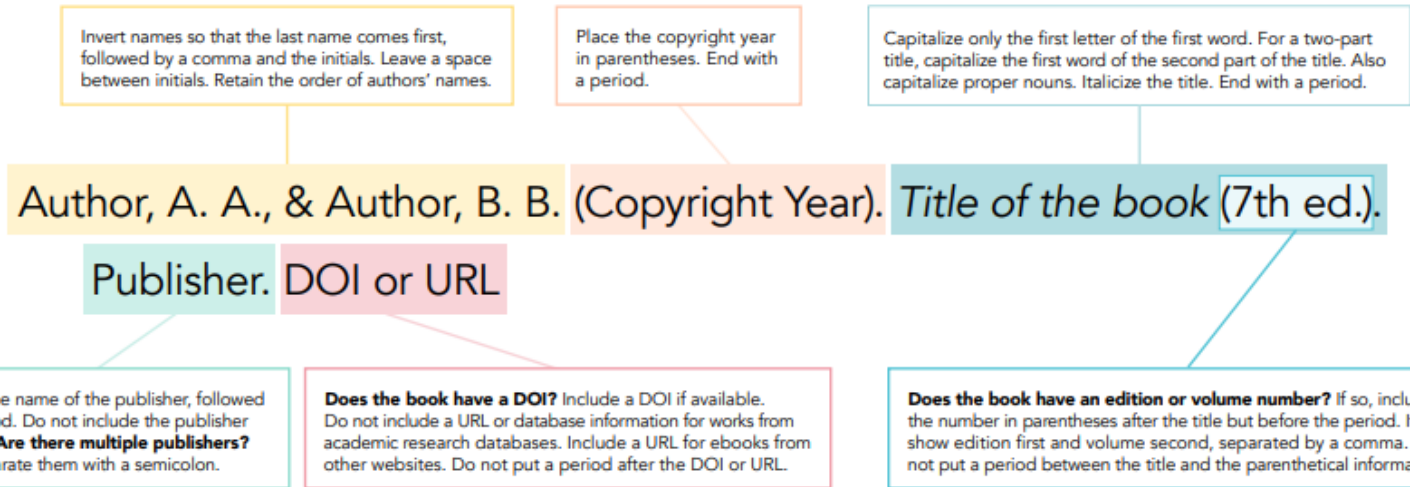 Invert names so that the last name comes first,
followed by a comma and the initials. Leave a space
between initials. Retain the order of authors' names.
Place the copyright year
in parentheses. End with
a period.
Capitalize only the first letter of the first word. For a two-part
title, capitalize the first word of the second part of the title. Also
capitalize proper nouns. Italicize the title. End with a period.
Author, A. A., & Author, B. B. (Copyright Year). Title of the book (7th ed.).
Publisher. DOI or URL
name of the publisher, followed
Do not include the publisher
Are there multiple publishers?
them with a semicolon.
Does the book have a DOI? Include a DOI if available.
Do not include a URL or database information for works from
academic research databases. Include a URL for ebooks from
other websites. Do not put a period after the DOI or URL.
Does the book have an edition or volume number? If so,
the number in parentheses after the title but before the period.
show edition first and volume second, separated by a comma.
not put a period between the title and the parenthetical